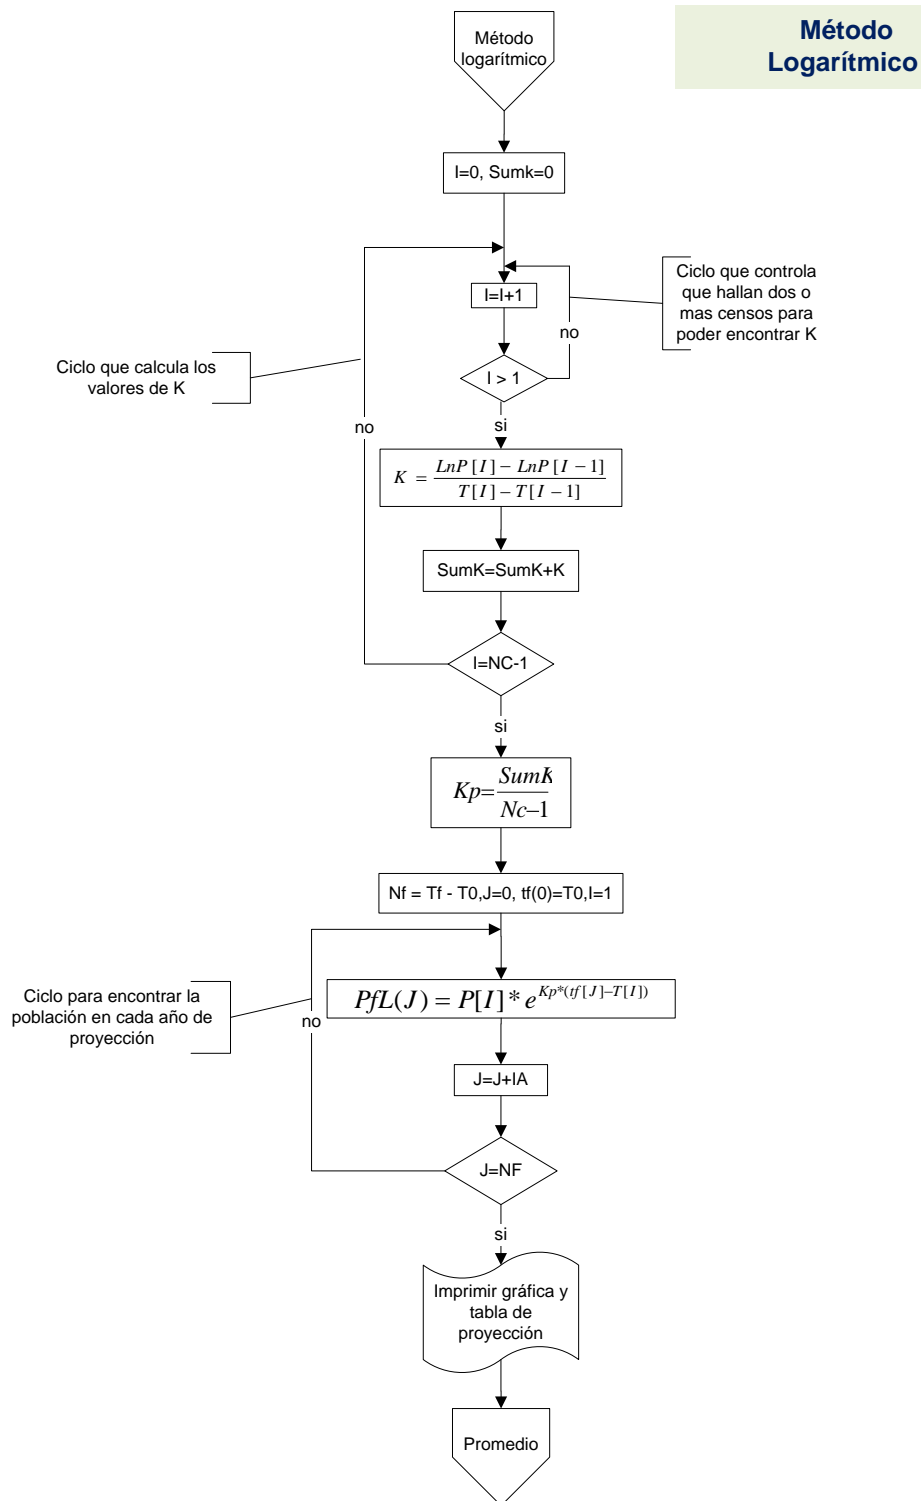 Método
Logarítmico
Método
logarítmico
I=0, Sumk=0
Ciclo que controla
que hallan dos o
mas censos para
poder encontrar K
I=I+1
no
Ciclo que calcula los
valores de K
I > 1
no
si
K = \frac{LnP[I]-LnP[I-1]}{T[I]-T[I-1]}
SumK=SumK+K
I=NC-1
si
Kp=\frac{SumK}{Nc-1}
Nf = Tf - T0,J=0, tf(0)=T0,I=1
Ciclo para encontrar la
población en cada año de
proyección
no
PfL(J) = P[I]* e^{Kp*(tf[J]-T[I])}
J=J+IA
J=NF
si
Imprimir gráfica y
tabla de
proyección
Promedio